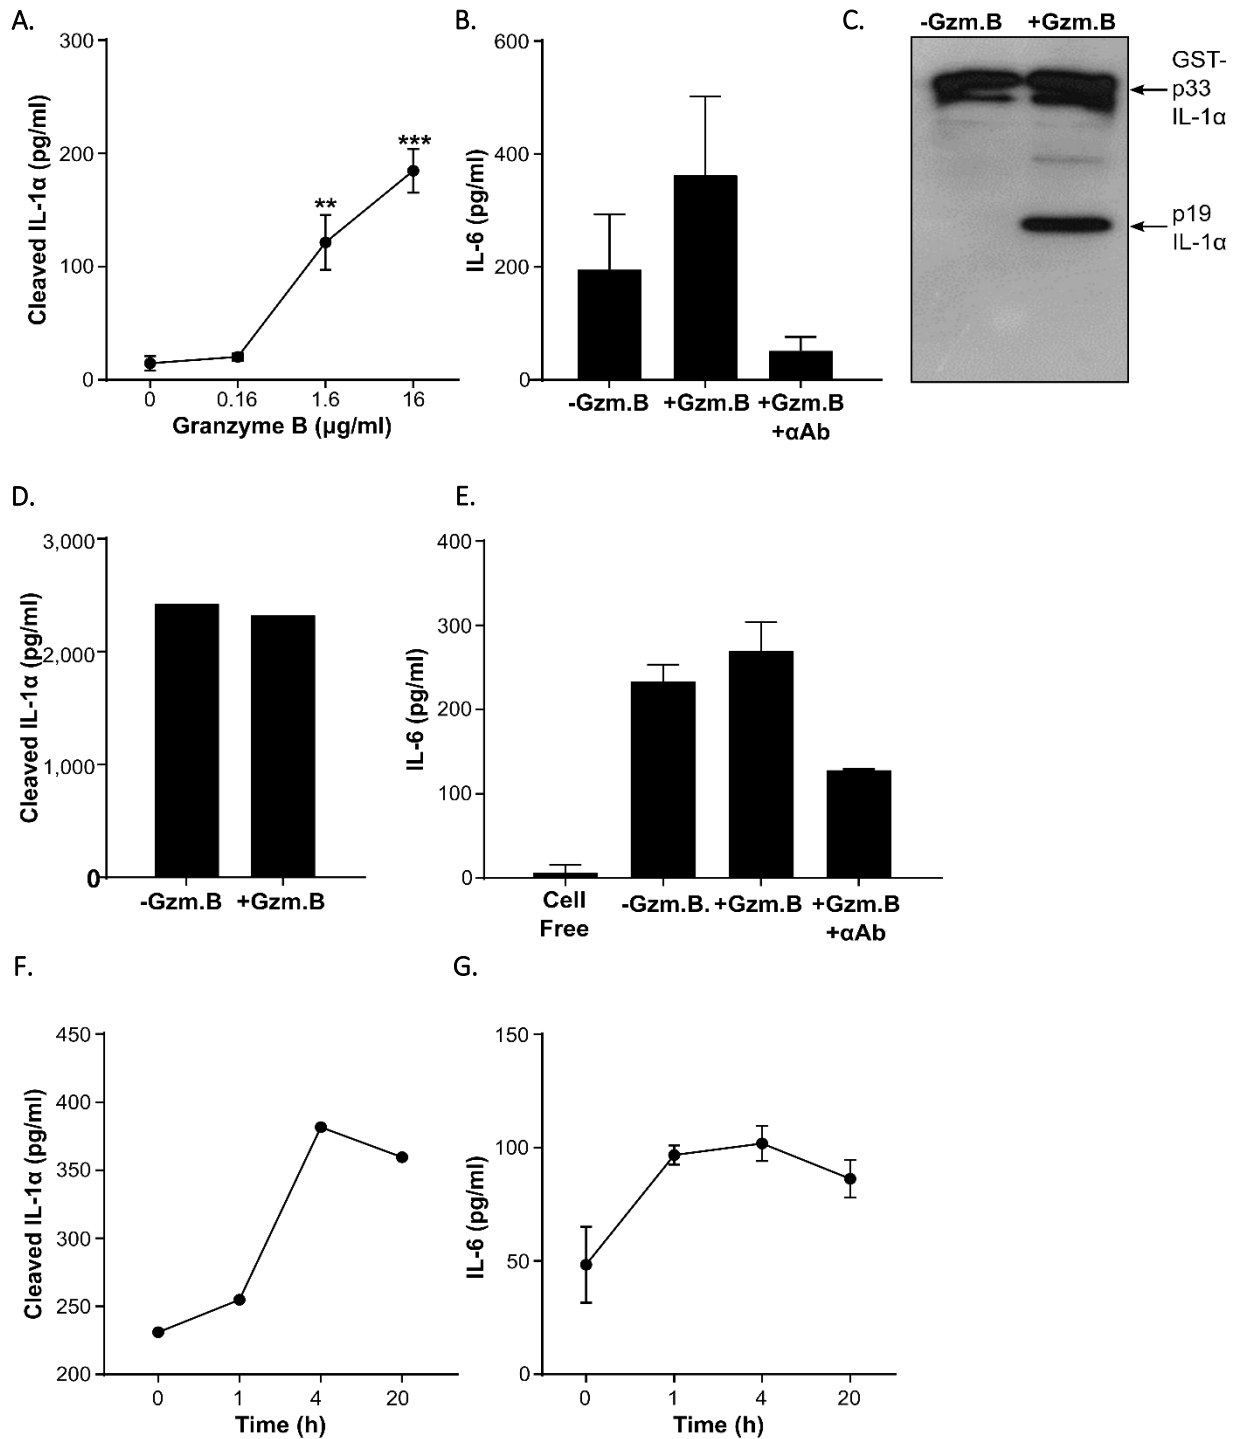 A.
300
200
100
0
Cleaved IL-1α (pg/ml)
**
***
0 0.16 1.6 16
Granzyme B (µg/ml)
B.
600
400
200
0
IL-6 (pg/ml)
-Gzm.B +Gzm.B +Gzm.B
+αAb
C.
-Gzm.B +Gzm.B
GST-
p33
IL-1α
p19
IL-1α
D.
3,000
2,000
1,000
0
Cleaved IL-1α (pg/ml)
-Gzm.B +Gzm.B
E.
400
300
200
100
0
IL-6 (pg/ml)
Cell
Free
-Gzm.B. +Gzm.B +Gzm.B
+αAb
F.
450
400
350
300
250
200
Cleaved IL-1α (pg/ml)
0 1 4 20
Time (h)
G.
150
100
50
0
IL-6 (pg/ml)
0 1 4 20
Time (h)